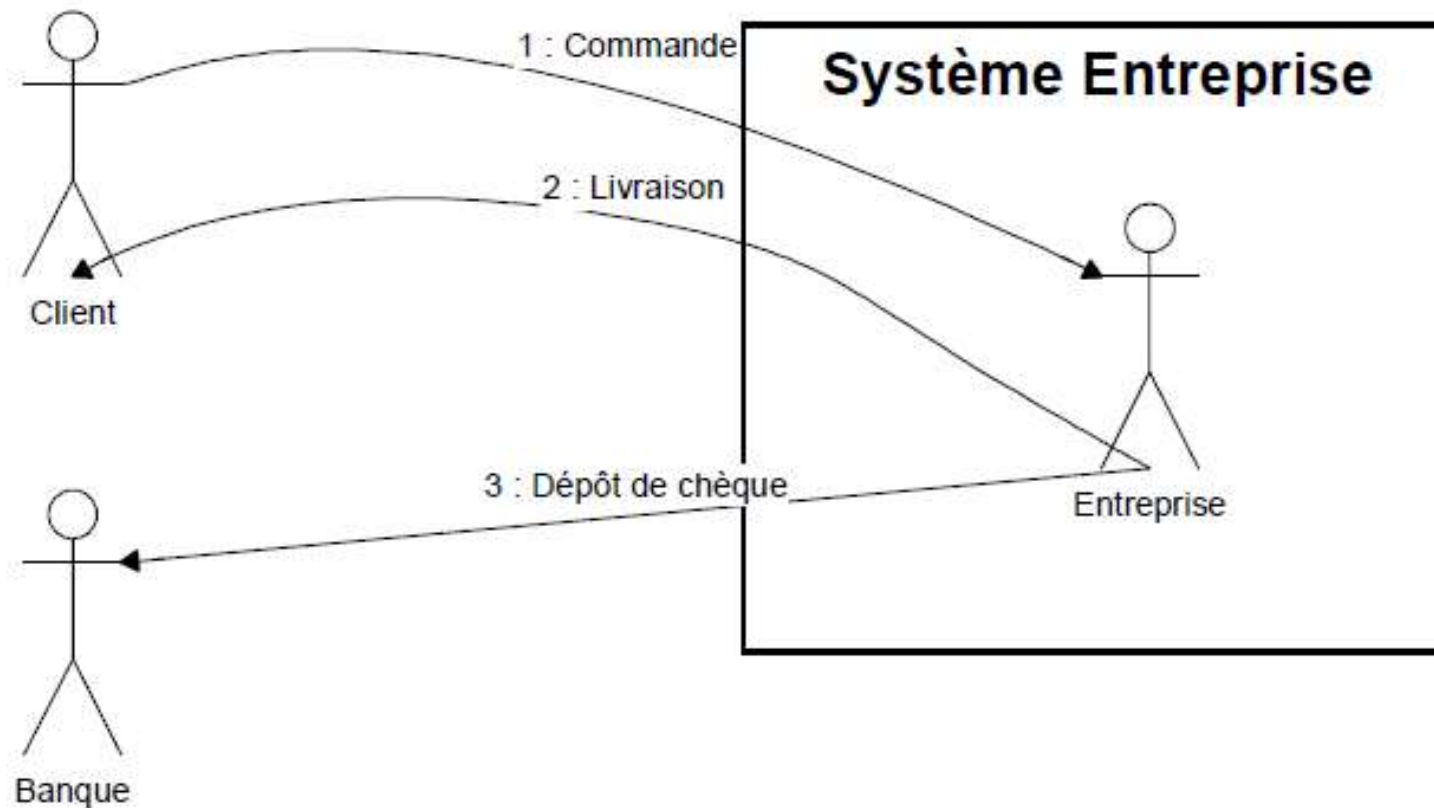 1 : Commande
Système Entreprise
2 : Livraison
Client
3 : Dépôt de chèque
Entreprise
Banque